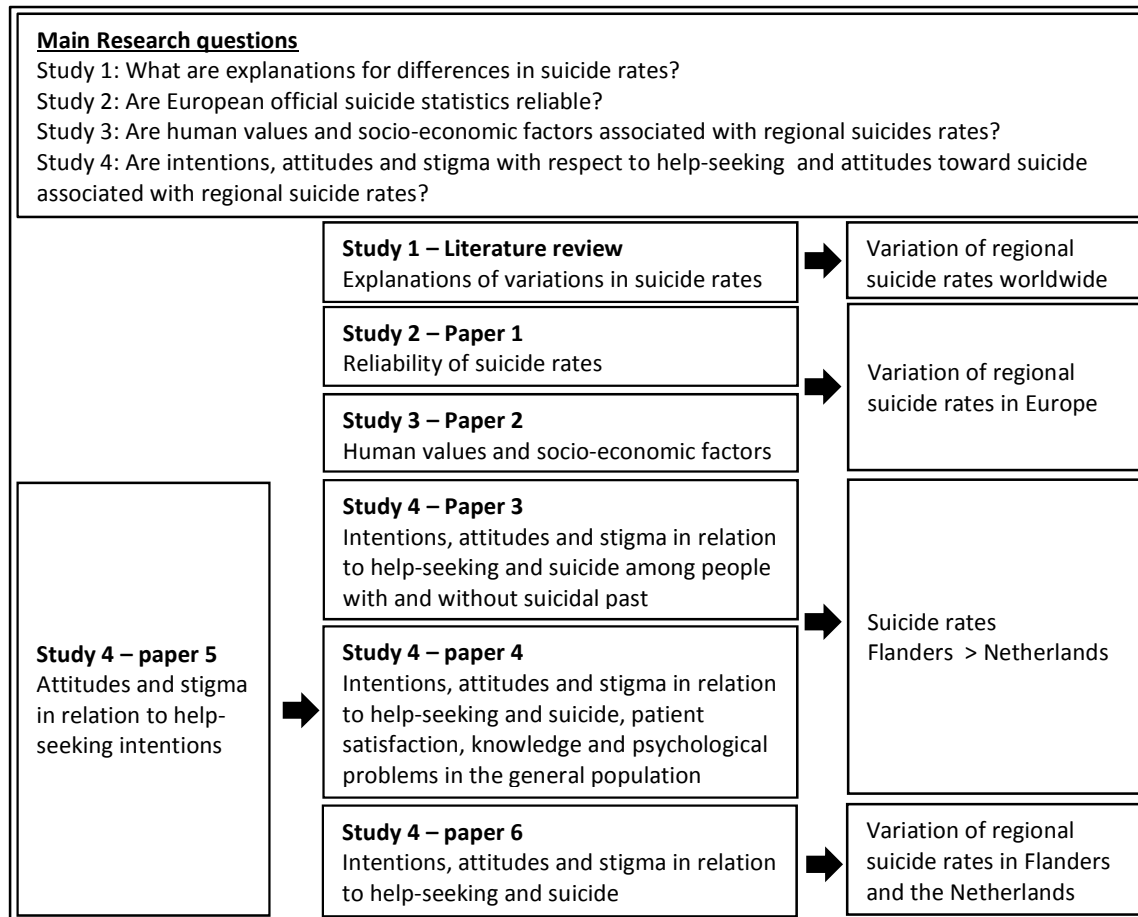 Main Research questions
Study 1: What are explanations for differences in suicide rates?
Study 2: Are European official suicide statistics reliable?
Study 3: Are human values and socio-economic factors associated with regional suicides rates?
Study 4: Are intentions, attitudes and stigma with respect to help-seeking and attitudes toward suicide
associated with regional suicide rates?
Study 1 – Literature review
Explanations of variations in suicide rates
Variation of regional
suicide rates worldwide
Study 2 – Paper 1
Reliability of suicide rates
Study 3 – Paper 2
Human values and socio-economic factors
Variation of regional
suicide rates in Europe
Study 4 – paper 5
Attitudes and stigma
in relation to help-
seeking intentions
Study 4 – Paper 3
Intentions, attitudes and stigma in relation
to help-seeking and suicide among people
with and without suicidal past
Study 4 – paper 4
Intentions, attitudes and stigma in relation
to help-seeking and suicide, patient
satisfaction, knowledge and psychological
problems in the general population
Suicide rates
Flanders > Netherlands
Study 4 – paper 6
Intentions, attitudes and stigma in relation
to help-seeking and suicide
Variation of regional
suicide rates in Flanders
and the Netherlands